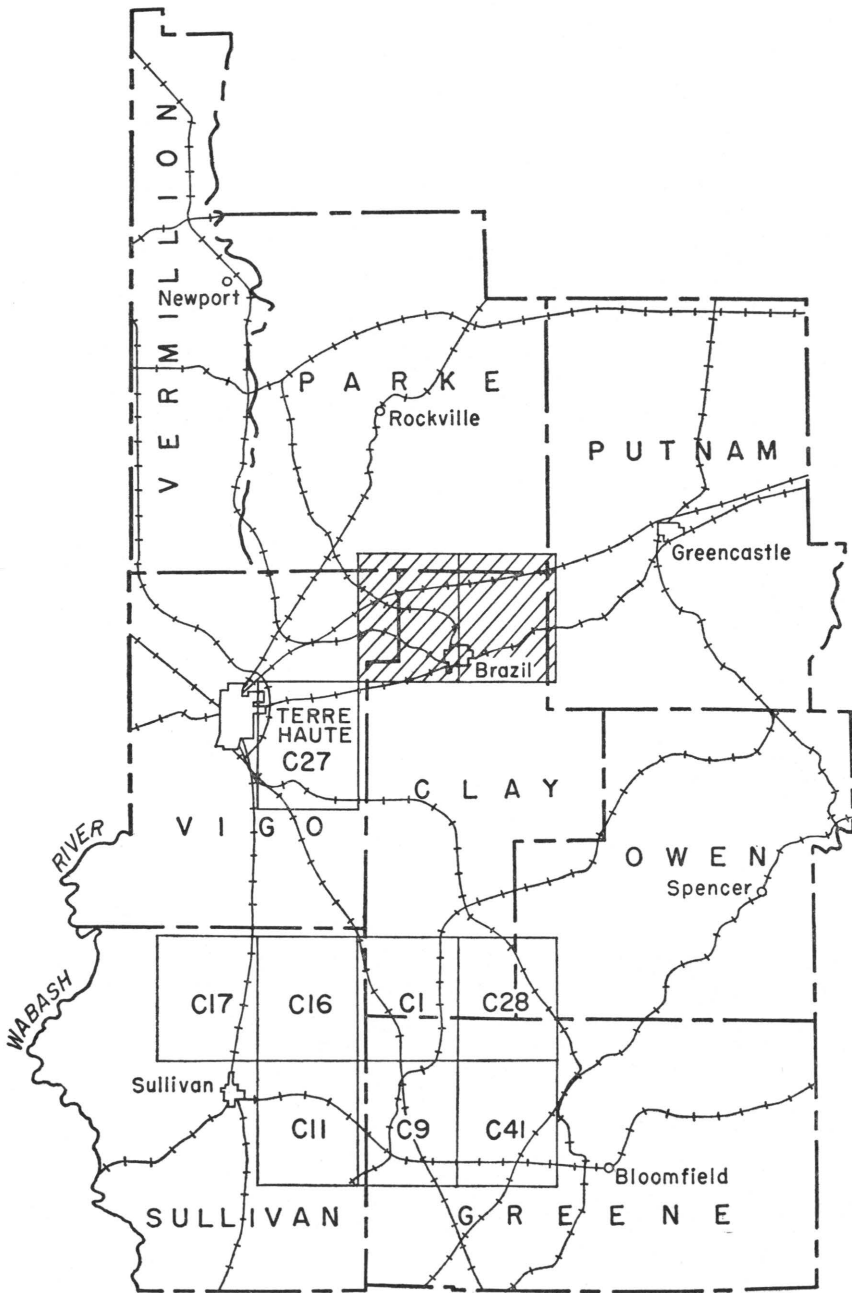 VERMILLION
Newport
PARKE
Rockville
PUTNAM
Greencastle
Brazil
TERRE
HAUTE
C27
CLAY
VIGO
RIVER
OWEN
Spencer
WABASH
C17
C16
C1
C28
Sullivan
C11
C9
C41
Bloomfield
SULLIVAN
GREENE